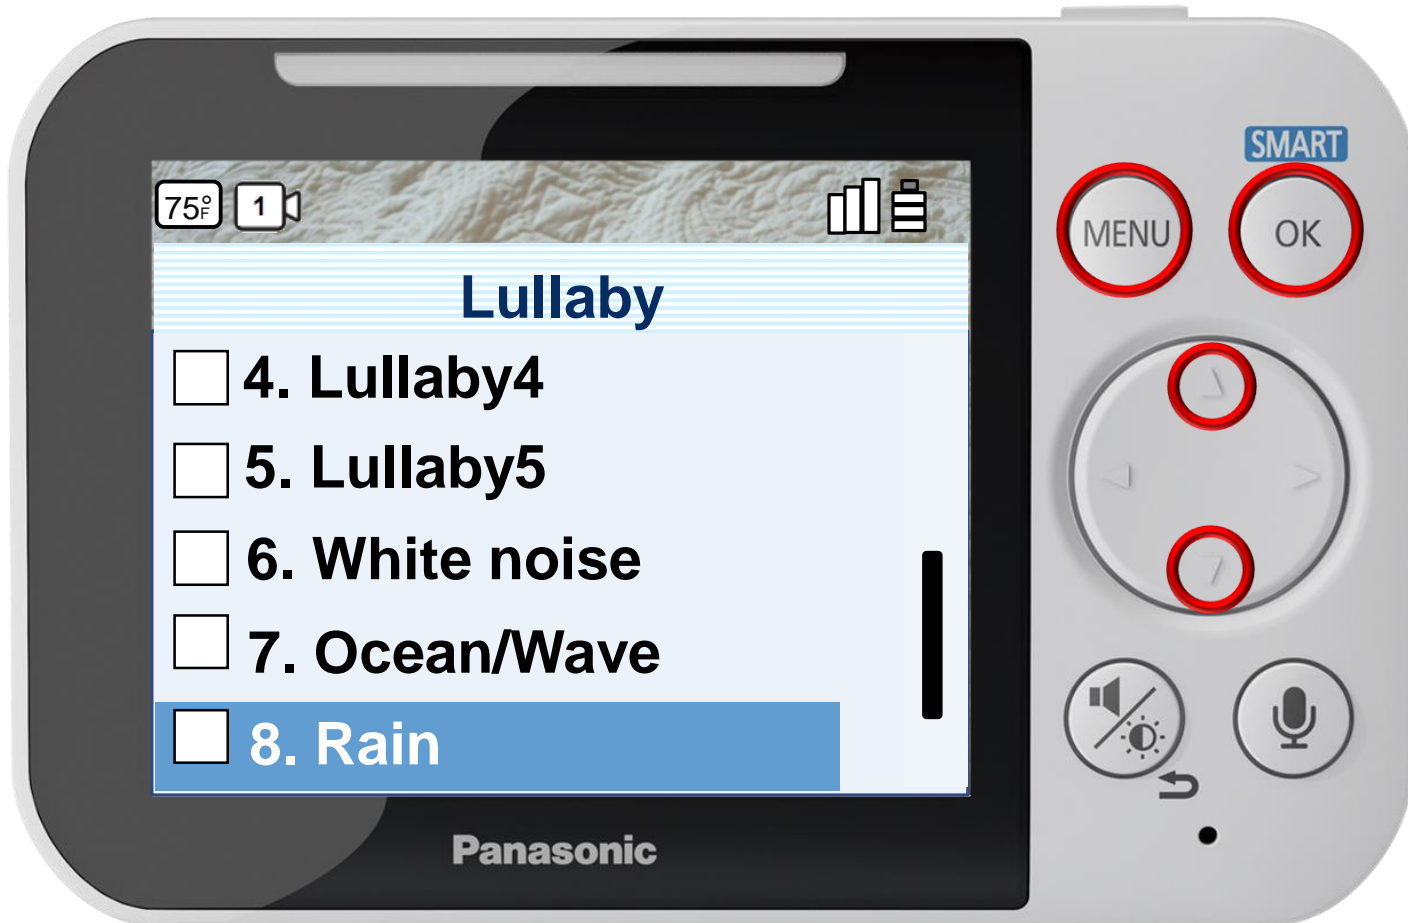 SMART
MENU OK
75°F 1
Lullaby
4. Lullaby4
5. Lullaby5
6. White noise
7. Ocean/Wave
8. Rain
Panasonic